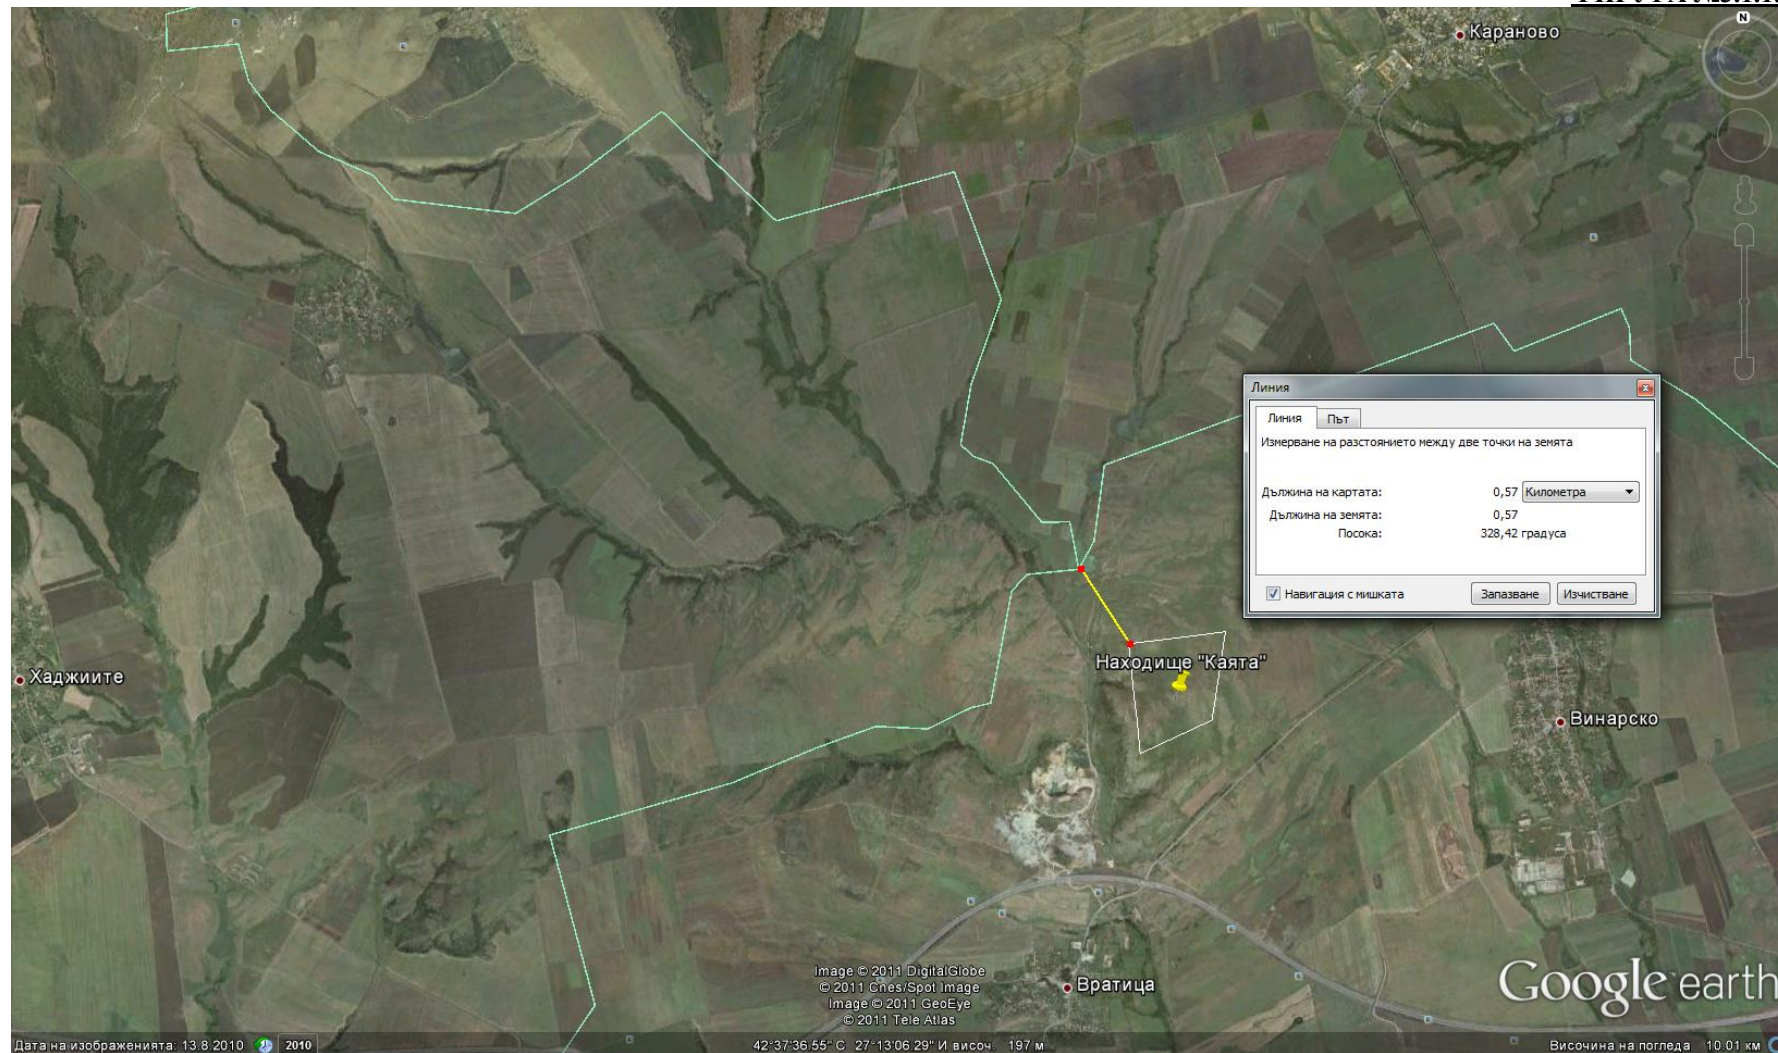 Караново
N
Линия
Линия Път
Измерване на разстоянието между две точки на земята
Дължина на картата: 0,57 Километра
Дължина на земята: 0,57
Посока: 328,42 градуса
Навигация с мишката Запазване Изчистване
Находище "Каята"
Хаджиите
Винарско
Вратица
Image © 2011 DigitalGlobe
© 2011 Cnes/Spot Image
Image © 2011 GeoEye
© 2011 Tele Atlas
Google earth
Дата на изображенията: 13.8.2010 2010 42°37'36.55" С 27°13'06.29" И височ. 197 м Височина на погледа 10.01 км